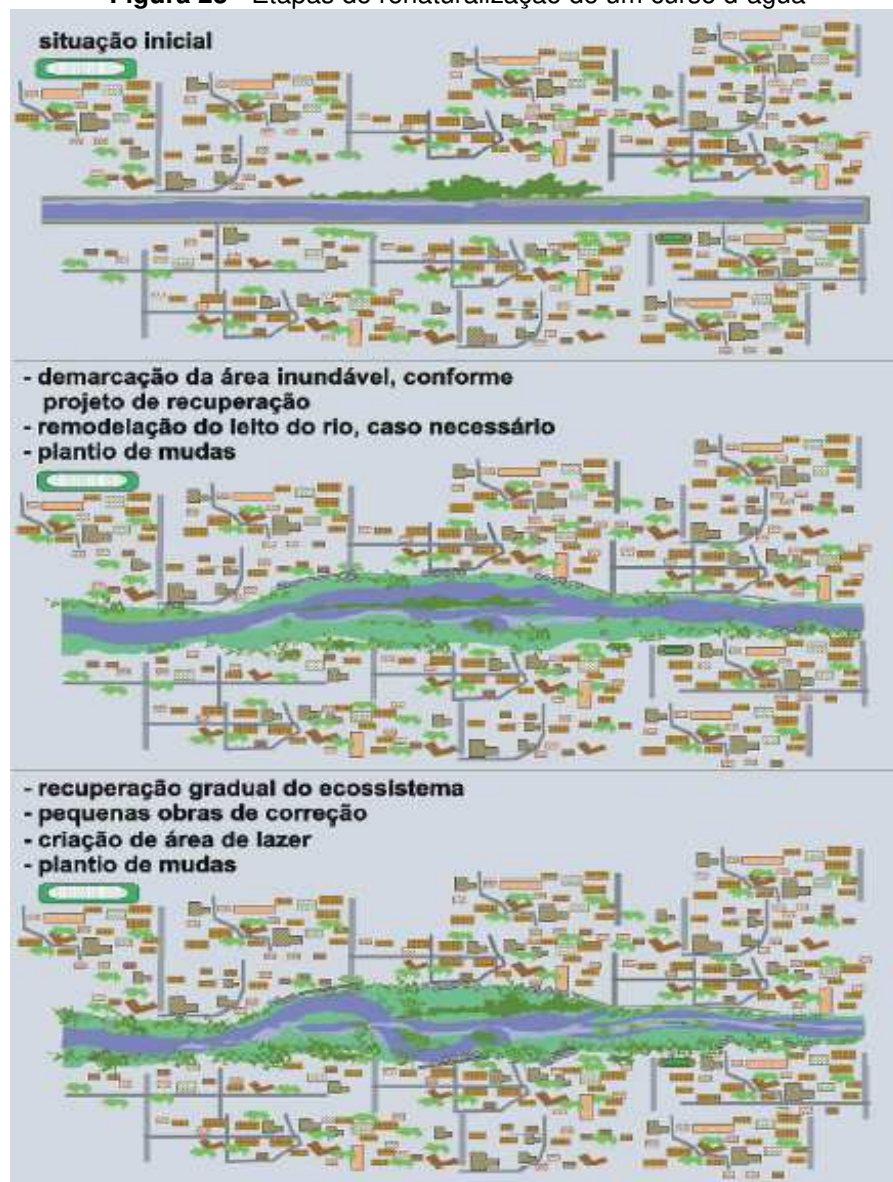 Figura 23 - Etapas de renaturalização de um curso d'água
situação inicial
- demarcação da área inundável, conforme
projeto de recuperação
- remodelação do leito do rio, caso necessário
- plantio de mudas
- recuperação gradual do ecossistema
- pequenas obras de correção
- criação de área de lazer
- plantio de mudas